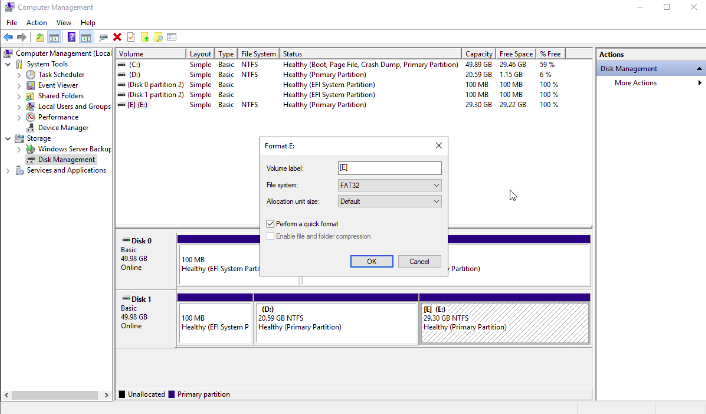 Computer Management
File Action View Help
Computer Management (Local
System Tools
Task Scheduler
Event Viewer
Shared Folders
Local Users and Groups
Performance
Device Manager
Storage
Windows Server Backup
Disk Management
Services and Applications
Volume Layout Type File System Status Capacity Free Space % Free
(C:) Simple Basic NTFS Healthy (Boot, Page File, Crash Dump, Primary Partition) 49.89 GB 29.46 GB 59 %
(D:) Simple Basic NTFS Healthy (Primary Partition) 20.59 GB 1.15 GB 6 %
(Disk 0 partition 2) Simple Basic Healthy (EFI System Partition) 100 MB 100 MB 100 %
(Disk 1 partition 2) Simple Basic Healthy (EFI System Partition) 100 MB 100 MB 100 %
[E] (E:) Simple Basic NTFS Healthy (Primary Partition) 29.30 GB 29.22 GB 100 %
Actions
Disk Management
More Actions
Format E:
Volume label: [E]
File system: FAT32
Allocation unit size: Default
Perform a quick format
Enable file and folder compression
OK Cancel
Disk 0
Basic
49.98 GB
Online
100 MB
Healthy (EFI System Partit
y Partition)
Disk 1
Basic
49.98 GB
Online
100 MB
Healthy (EFI System P
(D:)
20.59 GB NTFS
Healthy (Primary Partition)
[E] (E:)
29.30 GB NTFS
Healthy (Primary Partition)
Unallocated Primary partition